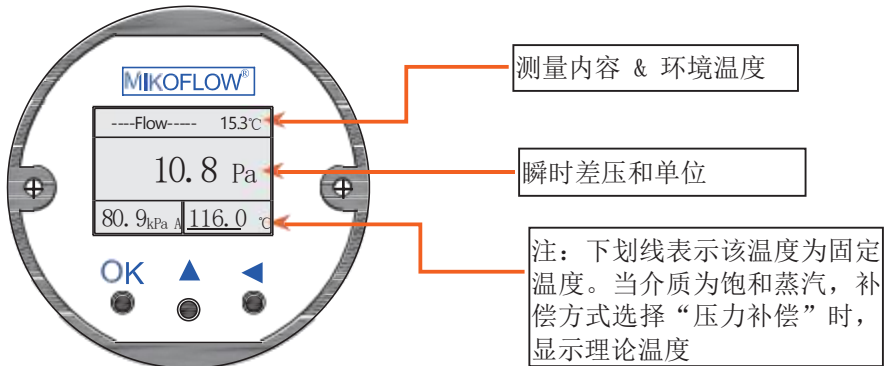 MIKOFLOW®
----Flow----- 15.3℃
10.8 Pa
80.9kPa A 116.0 ℃
OK
测量内容 & 环境温度
瞬时差压和单位
注: 下划线表示该温度为固定
温度。当介质为饱和蒸汽，补
偿方式选择“压力补偿”时，
显示理论温度